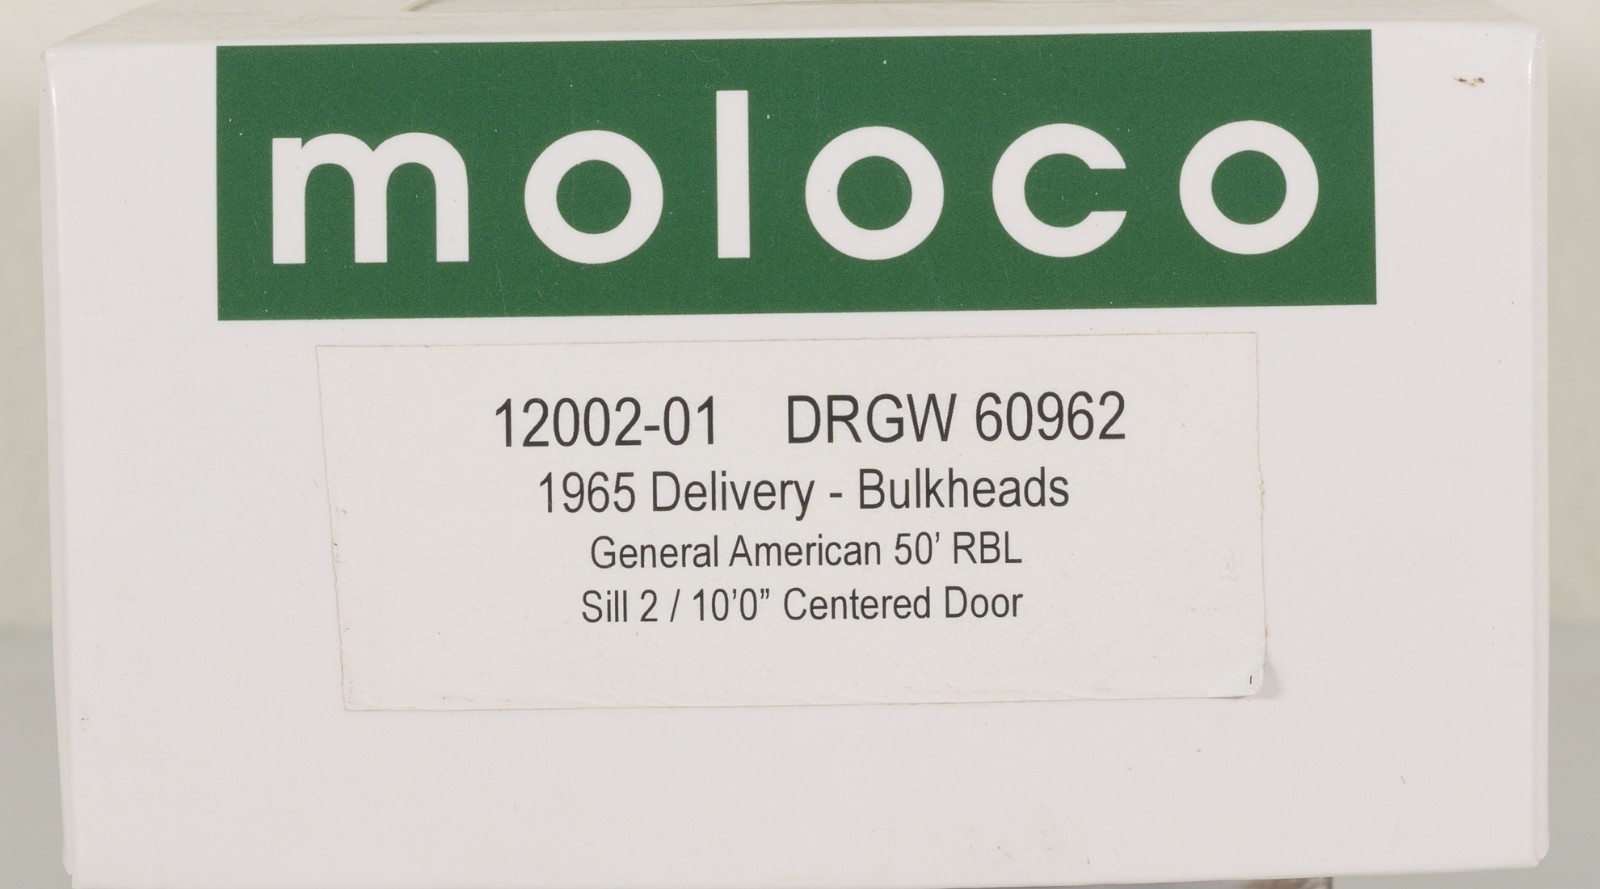 moloco
12002-01 DRGW 60962
1965 Delivery - Bulkheads
General American 50’ RBL
Sill 2 / 10’0” Centered Door